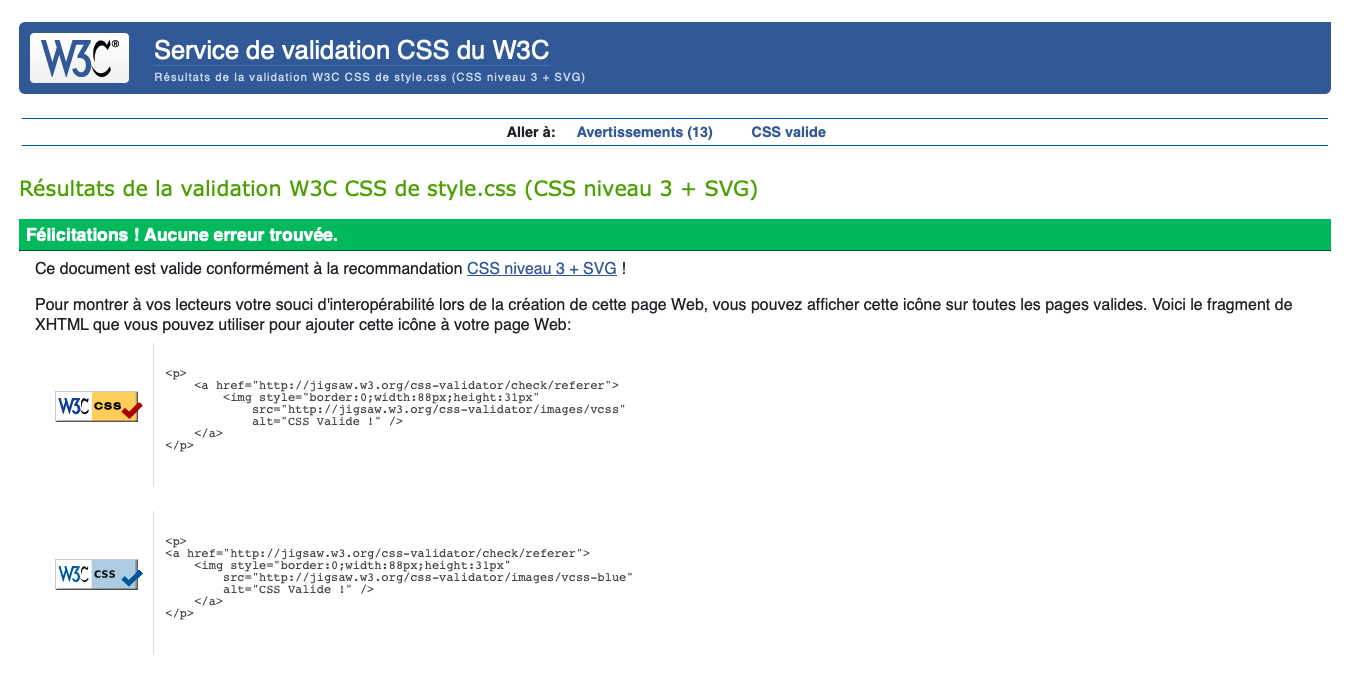 W3C®
Service de validation CSS du W3C
Résultats de la validation W3C CSS de style.css (CSS niveau 3 + SVG)
Aller à: Avertissements (13) CSS valide
Résultats de la validation W3C CSS de style.css (CSS niveau 3 + SVG)
Félicitations ! Aucune erreur trouvée.
Ce document est valide conformément à la recommandation CSS niveau 3 + SVG !
Pour montrer à vos lecteurs votre souci d'interopérabilité lors de la création de cette page Web, vous pouvez afficher cette icône sur toutes les pages valides. Voici le fragment de
XHTML que vous pouvez utiliser pour ajouter cette icône à votre page Web:
W3C css
<p>
    <a href="http://jigsaw.w3.org/css-validator/check/referer">
        <img style="border:0;width:88px;height:31px"
            src="http://jigsaw.w3.org/css-validator/images/vcss"
            alt="CSS Valide !" />
    </a>
</p>
W3C css
<p>
<a href="http://jigsaw.w3.org/css-validator/check/referer">
    <img style="border:0;width:88px;height:31px"
        src="http://jigsaw.w3.org/css-validator/images/vcss-blue"
        alt="CSS Valide !" />
    </a>
</p>